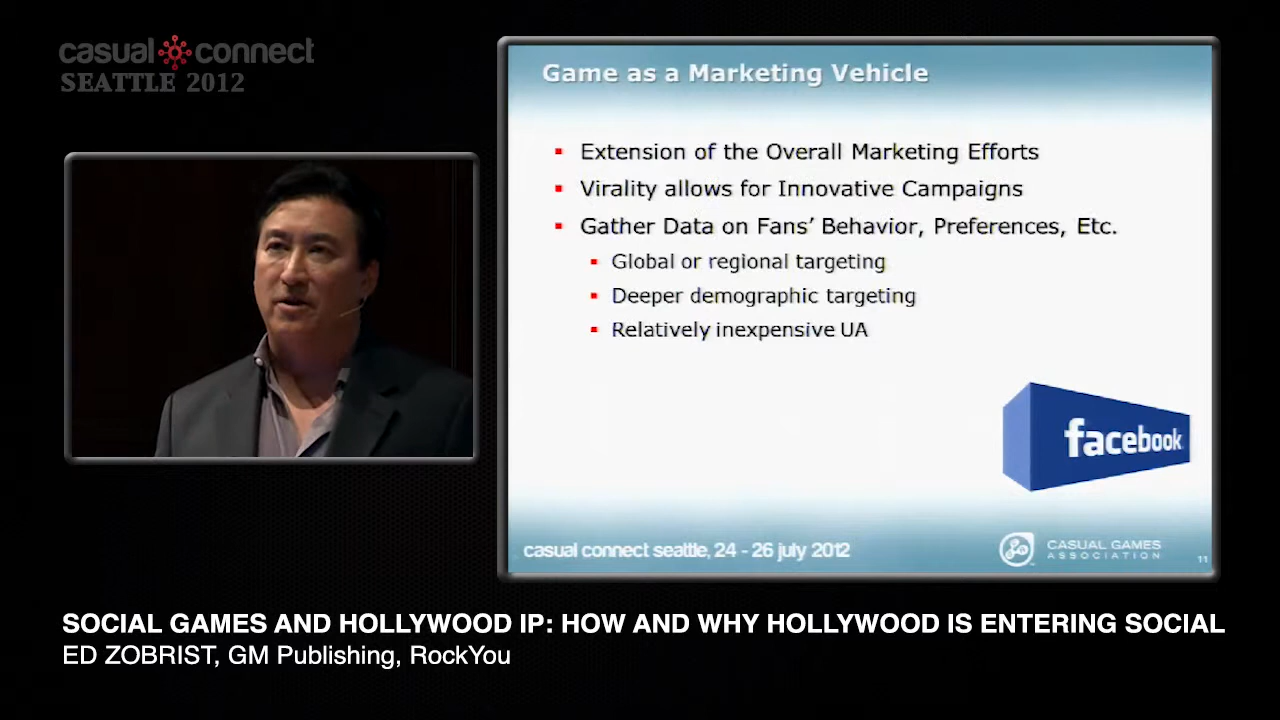 casual connect
SEATTLE 2012
Game as a Marketing Vehicle
Extension of the Overall Marketing Efforts
Virality allows for Innovative Campaigns
Gather Data on Fans’ Behavior, Preferences, Etc.
Global or regional targeting
Deeper demographic targeting
Relatively inexpensive UA
facebook
casual connect seattle, 24 - 26 july 2012
CASUAL GAMES
ASSOCIATION
11
SOCIAL GAMES AND HOLLYWOOD IP: HOW AND WHY HOLLYWOOD IS ENTERING SOCIAL
ED ZOBRIST, GM Publishing, RockYou